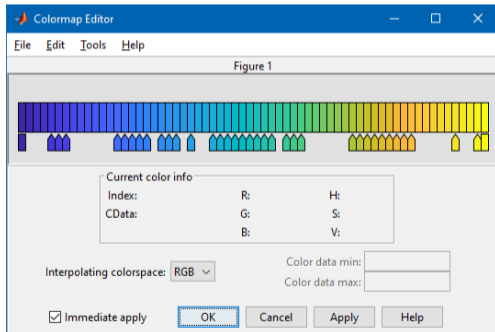 Colormap Editor
File Edit Tools Help
Figure 1
Current color info
Index: R: H:
CData: G: S:
B: V:
Interpolating colorspace: RGB
Color data min:
Color data max:
Immediate apply OK Cancel Apply Help